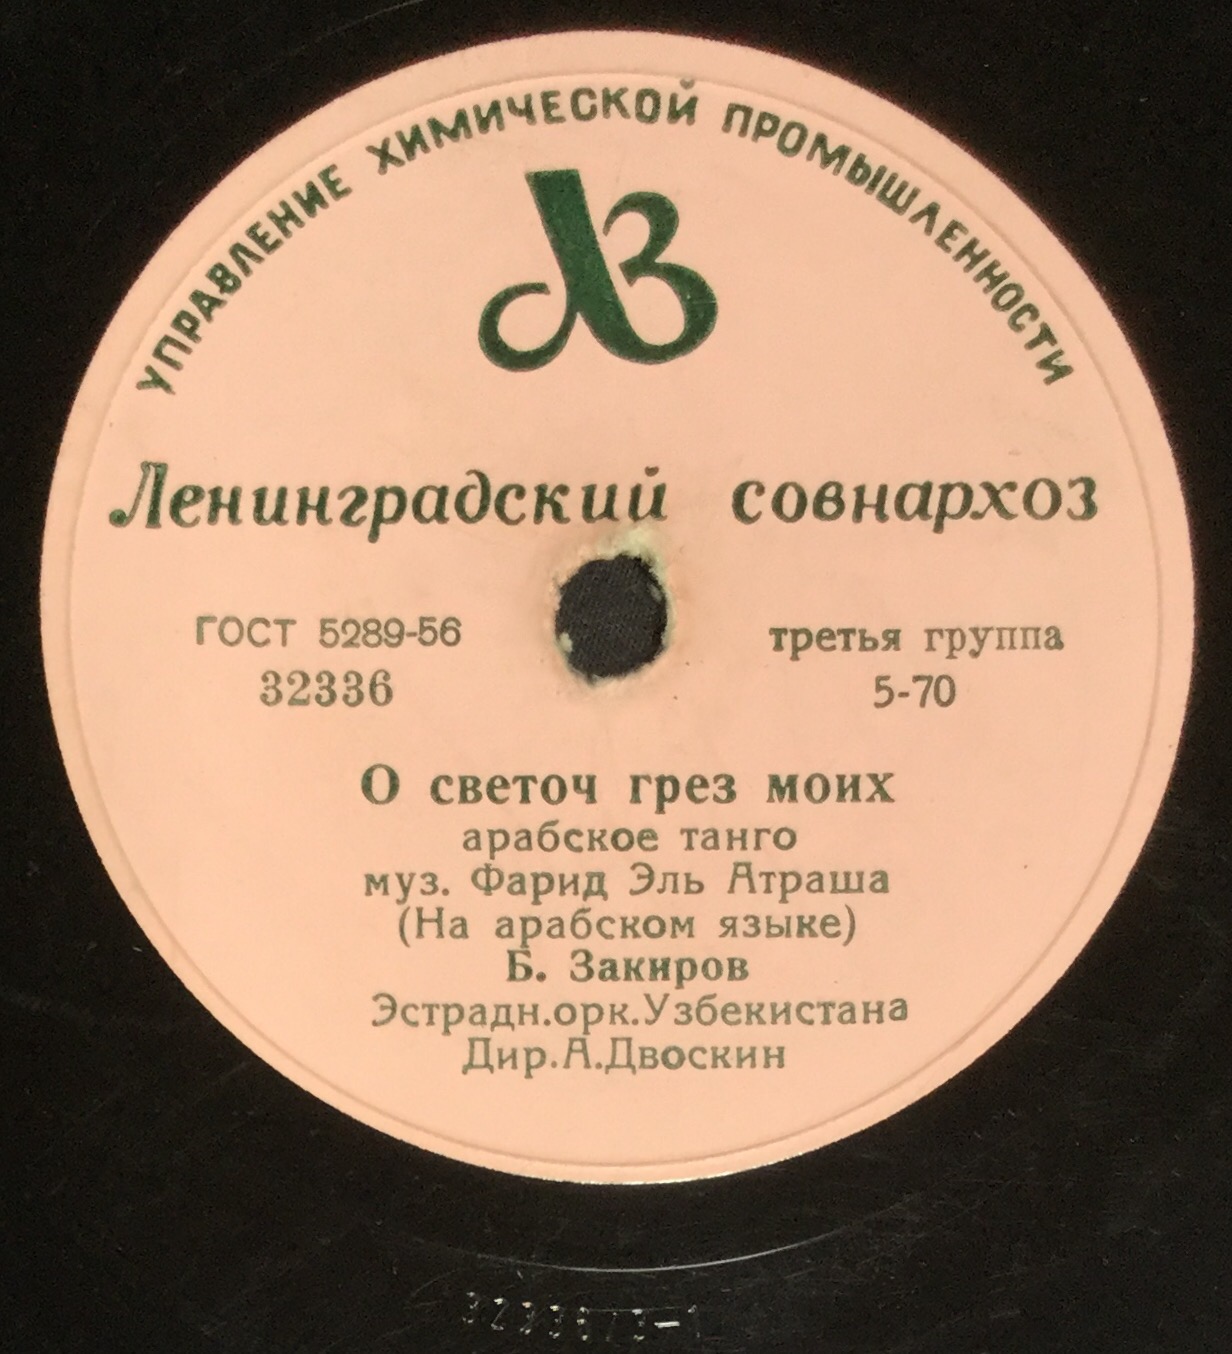 УПРАВЛЕНИЕ ХИМИЧЕСКОЙ ПРОМЫШЛЕННОСТИ
ЛЗ
Ленинградский совнархоз
ГОСТ 5289-56
32336
третья группа
5-70
О светоч грез моих
арабское танго
муз. Фарид Эль Атраша
(На арабском языке)
Б. Закиров
Эстрадн.орк.Узбекистана
Дир.А.Двоскин